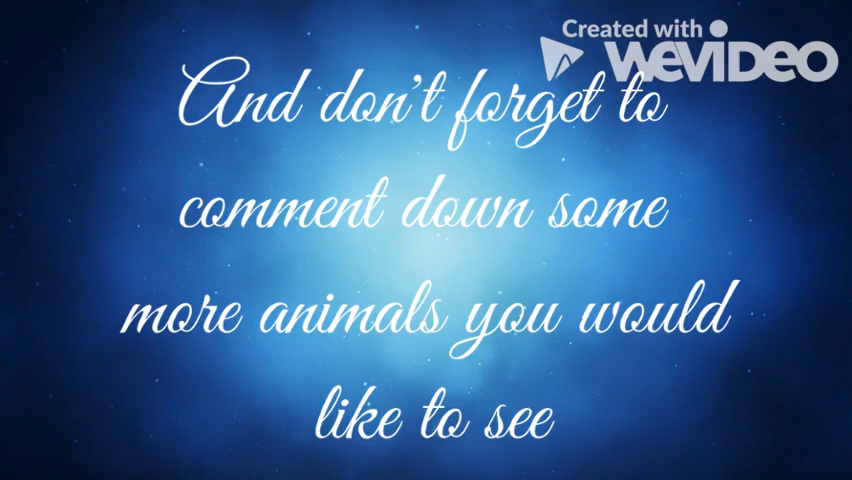 Created with
WEVIDEO
And don't forget to
comment down some
more animals you would
like to see